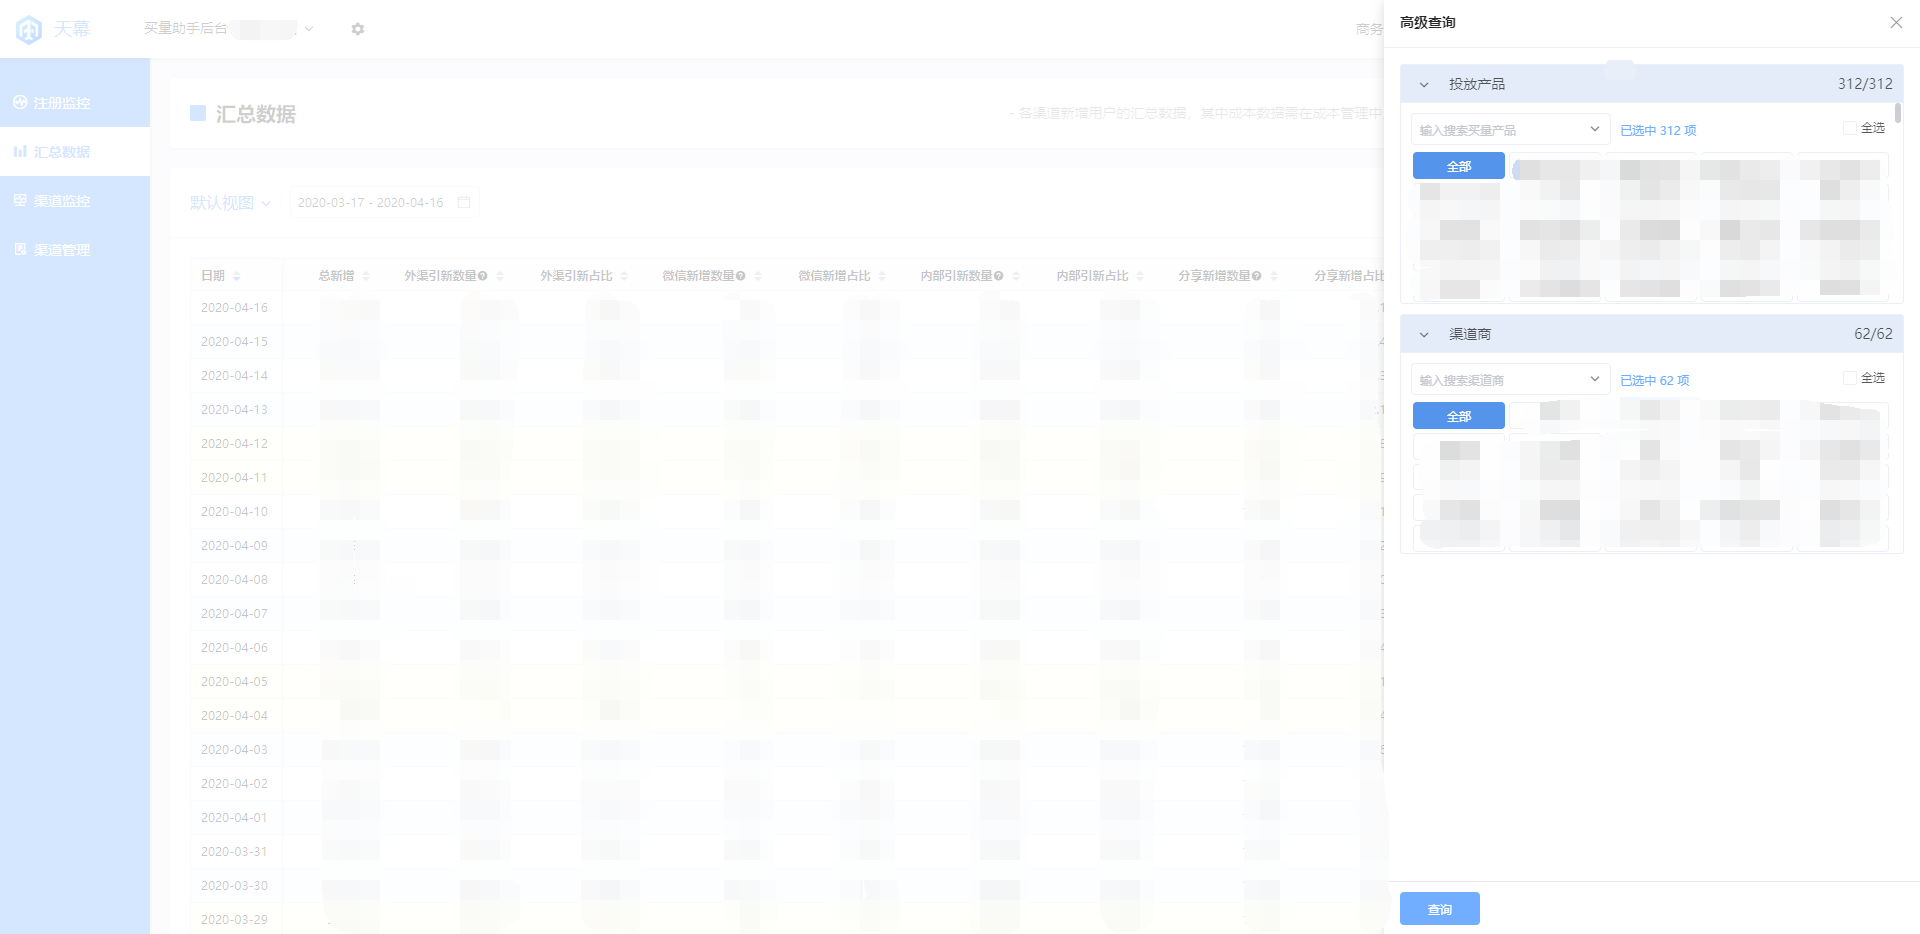 天幕
买量助手后台
商务
高级查询
注册监控
汇总数据
渠道监控
渠道管理
汇总数据
- 各渠道新增用户的汇总数据，其中成本数据需在成本管理中
默认视图
2020-03-17 - 2020-04-16
日期 总新增 外渠引新数量 外渠引新占比 微信新增数量 微信新增占比 内部引新数量 内部引新占比 分享新增数量 分享新增占比
2020-04-16
2020-04-15
2020-04-14
2020-04-13
2020-04-12
2020-04-11
2020-04-10
2020-04-09
2020-04-08
2020-04-07
2020-04-06
2020-04-05
2020-04-04
2020-04-03
2020-04-02
2020-04-01
2020-03-31
2020-03-30
2020-03-29
投放产品 312/312
输入搜索买量产品 已选中 312 项 全选
全部
渠道商 62/62
输入搜索渠道商 已选中 62 项 全选
全部
查询